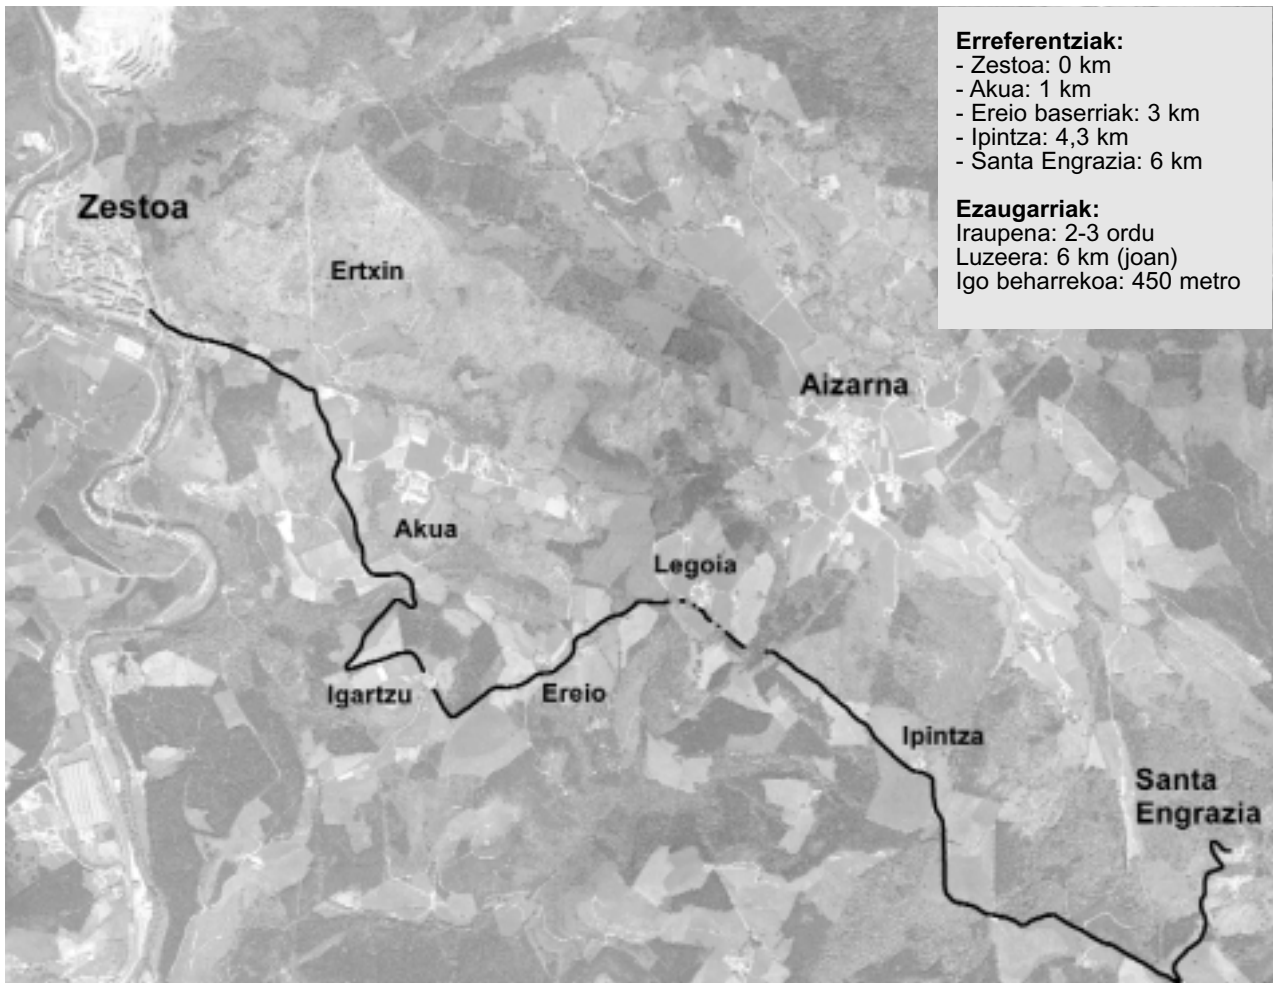 Erreferentziak:
- Zestoa: 0 km
- Akua: 1 km
- Ereio baserriak: 3 km
- Ipintza: 4,3 km
- Santa Engrazia: 6 km
Ezaugarriak:
Iraupena: 2-3 ordu
Luzeera: 6 km (joan)
Igo beharrekoa: 450 metro
Zestoa
Ertxin
Aizarna
Akua
Legoia
Igartzu
Ereio
Ipintza
Santa
Engrazia